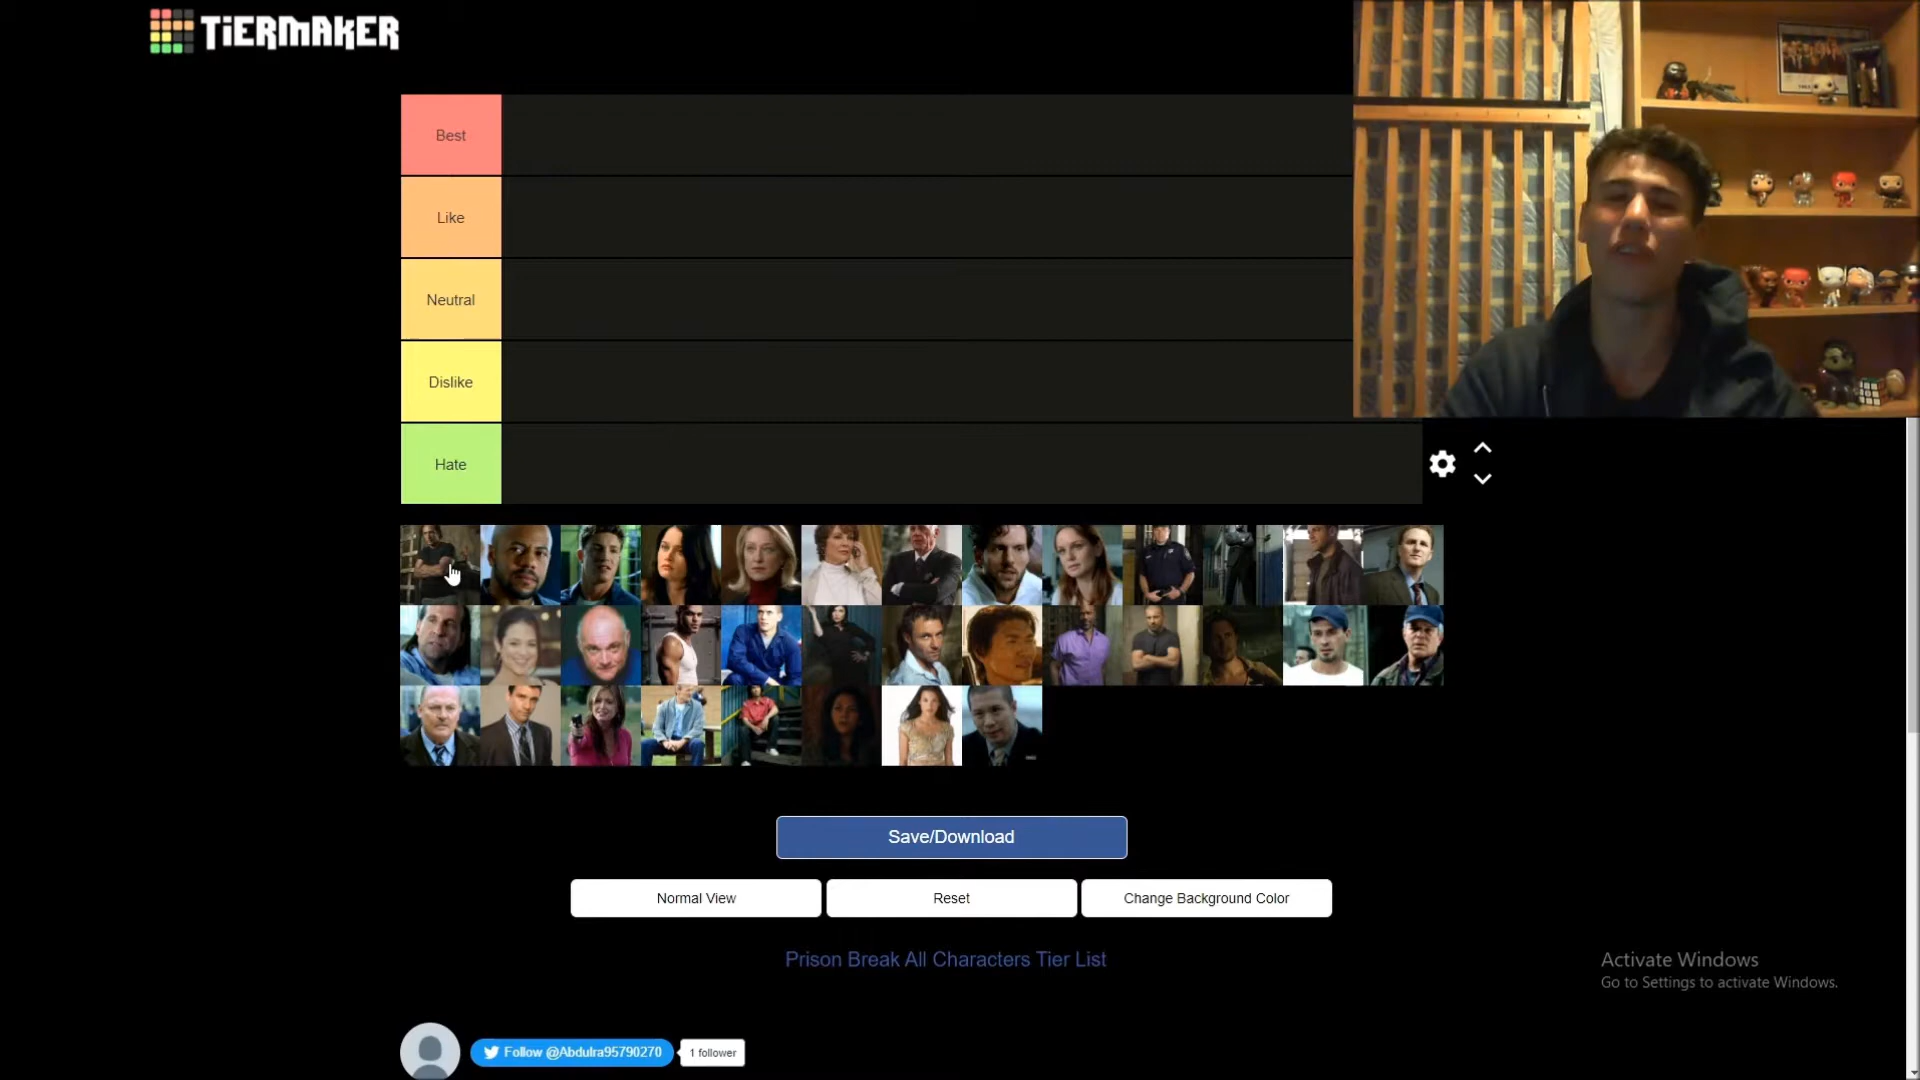 TiERMAKER
Best
Like
Neutral
Dislike
Hate
Save/Download
Normal View
Reset
Change Background Color
Prison Break All Characters Tier List
Activate Windows
Go to Settings to activate Windows.
Follow @Abdulra95790270
1 follower